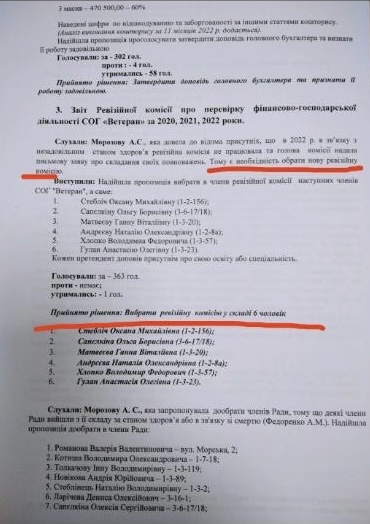 3 масив – 470 500,00 – 60%
Наведені цифри по відшкодуванню та заборгованості за іншими статтями кошторису.
(Аналіз виконання кошторису за 11 місяців 2022 р. додається).
Надійшла пропозиція проголосувати затвердити доповідь головного бухгалтера та визнати
її роботу задовільною
Голосували: за - 302 гол.
проти : - 4 гол.
утримались - 58 гол.
Прийнято рішення: Затвердити доповідь головного бухгалтера та признати її
роботу задовільною.
3. Звіт Ревізійної комісії про перевірку фінансово-господарської
діяльності СОГ «Ветеран» за 2020, 2021, 2022 роки.
Слухали: Морозову А.С., яка довела до відома присутніх, що в 2022 р. в зв'язку з
незадовільним станом здоров'я ревізійна комісія не працювала та голова комісії надала
письмову заяву про складання своїх повноважень. Тому є необхідність обрати нову ревізійну
комісію.
Виступили: Надійшла пропозиція вибрати в члени ревізійної комісії наступних членів
СОГ "Ветеран", а саме:
1. Стебліч Оксану Михайлівну (1-2-156);
2. Сапєлкіну Ольгу Борисівну (3-6-17/18);
3. Матвеєву Ганну Віталіївну (1-3-20);
4. Андрєєву Наталію Олександрівну (1-2-8а);
5. Хлопко Володимира Федоровича (1-3-57);
6. Гулан Анастасію Олегівну (1-3-23).
Кожен претендент доповів присутнім про свою освіту або спеціальність.
Голосували: за – 363 гол.
проти - немає;
утримались: - 1 гол.
Прийнято рішення: Вибрати ревізійну комісію у складі 6 чоловік
1. Стебліч Оксана Михайлівна (1-2-156);
2. Сапєлкіна Ольга Борисівна (3-6-17/18);
3. Матвеєва Ганна Віталіївна (1-3-20);
4. Андрєєва Наталія Олександрівна (1-2-8а);
5. Хлопко Володимир Федорович (1-3-57);
6. Гулан Анастасія Олегівна (1-3-23).
Слухали: Морозову А. С., яка запропонувала дообрати членів Ради, тому що деякі члени
Ради вийшли з її складу за станом здоров'я або в зв'язку зі смертю (Федоренко А.М.). Надійшла
пропозиція дообрати в члени Ради:
1. Романова Валерія Валентиновича – вул. Морська, 2;
2. Володимира Олександровича – 1-7-18;
3. Толкачову Інну Володимирівну – 1-3-119;
4. Новікова Андрія Юрійовича – 1-3-89;
5. Стеблівець Наталію Володимирівну – 1-3-2;
6. Ларічева Дениса Олексійовича – 3-16-1;
7. Сапєлкіна Олексія Сергійовича – 3-6-17/18;